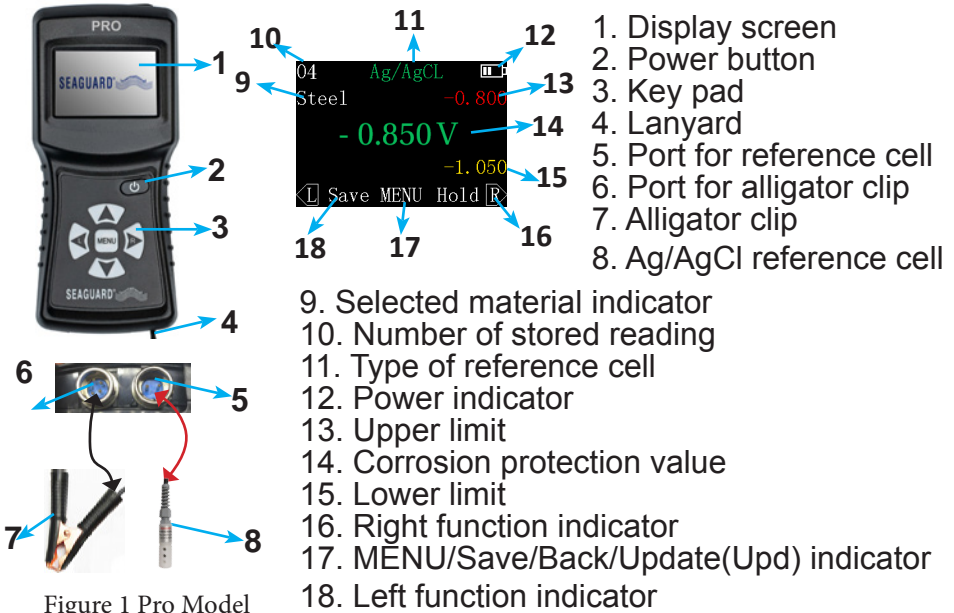 PRO
SEAGUARD
MENU
SEAGUARD
1
2
3
4
6
5
7
8
Figure 1 Pro Model
10
11
12
9
13
14
15
18
17
16
04 Ag/AgCL
Steel -0.800
- 0.850 V
-1.050
L Save MENU Hold R
1. Display screen
2. Power button
3. Key pad
4. Lanyard
5. Port for reference cell
6. Port for alligator clip
7. Alligator clip
8. Ag/AgCl reference cell
9. Selected material indicator
10. Number of stored reading
11. Type of reference cell
12. Power indicator
13. Upper limit
14. Corrosion protection value
15. Lower limit
16. Right function indicator
17. MENU/Save/Back/Update(Upd) indicator
18. Left function indicator